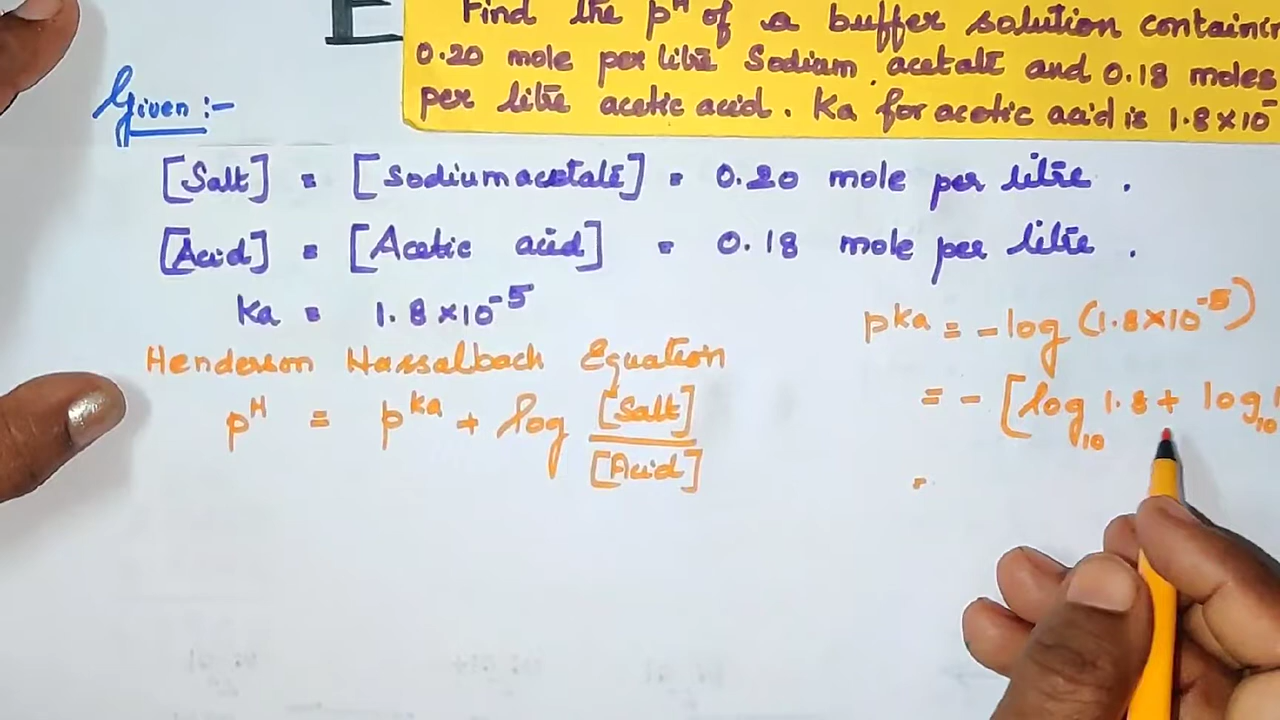 E
Find the pH of a buffer solution containin
0.20 mole per litre Sodium acetate and 0.18 moles
per litre acetic acid. Ka for acetic acid is 1.8×10⁻
Given :-
[Salt] = [Sodium acetate] = 0.20 mole per litre.
[Acid] = [Acetic acid] = 0.18 mole per litre.
Ka = 1.8×10⁻⁵
pka = -log (1.8×10⁻⁵)
Henderson Hassalbach Equation
= - [log₁₀ 1.8 + log₁₀ 1
pH = pka + log [Salt]
[Acid]
=